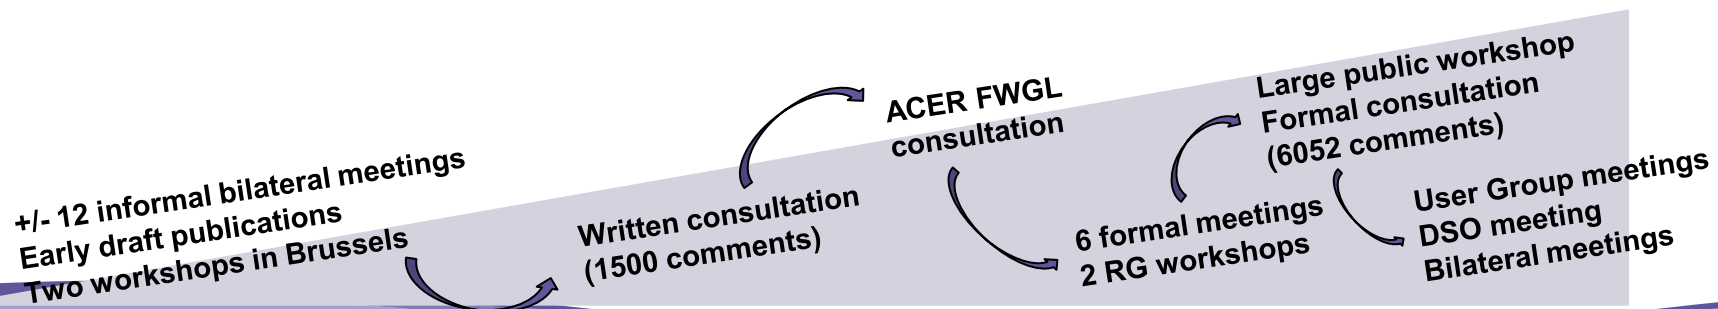 +/- 12 informal bilateral meetings
Early draft publications
Two workshops in Brussels
Written consultation
(1500 comments)
ACER FWGL
consultation
6 formal meetings
2 RG workshops
Large public workshop
Formal consultation
(6052 comments)
User Group meetings
DSO meeting
Bilateral meetings